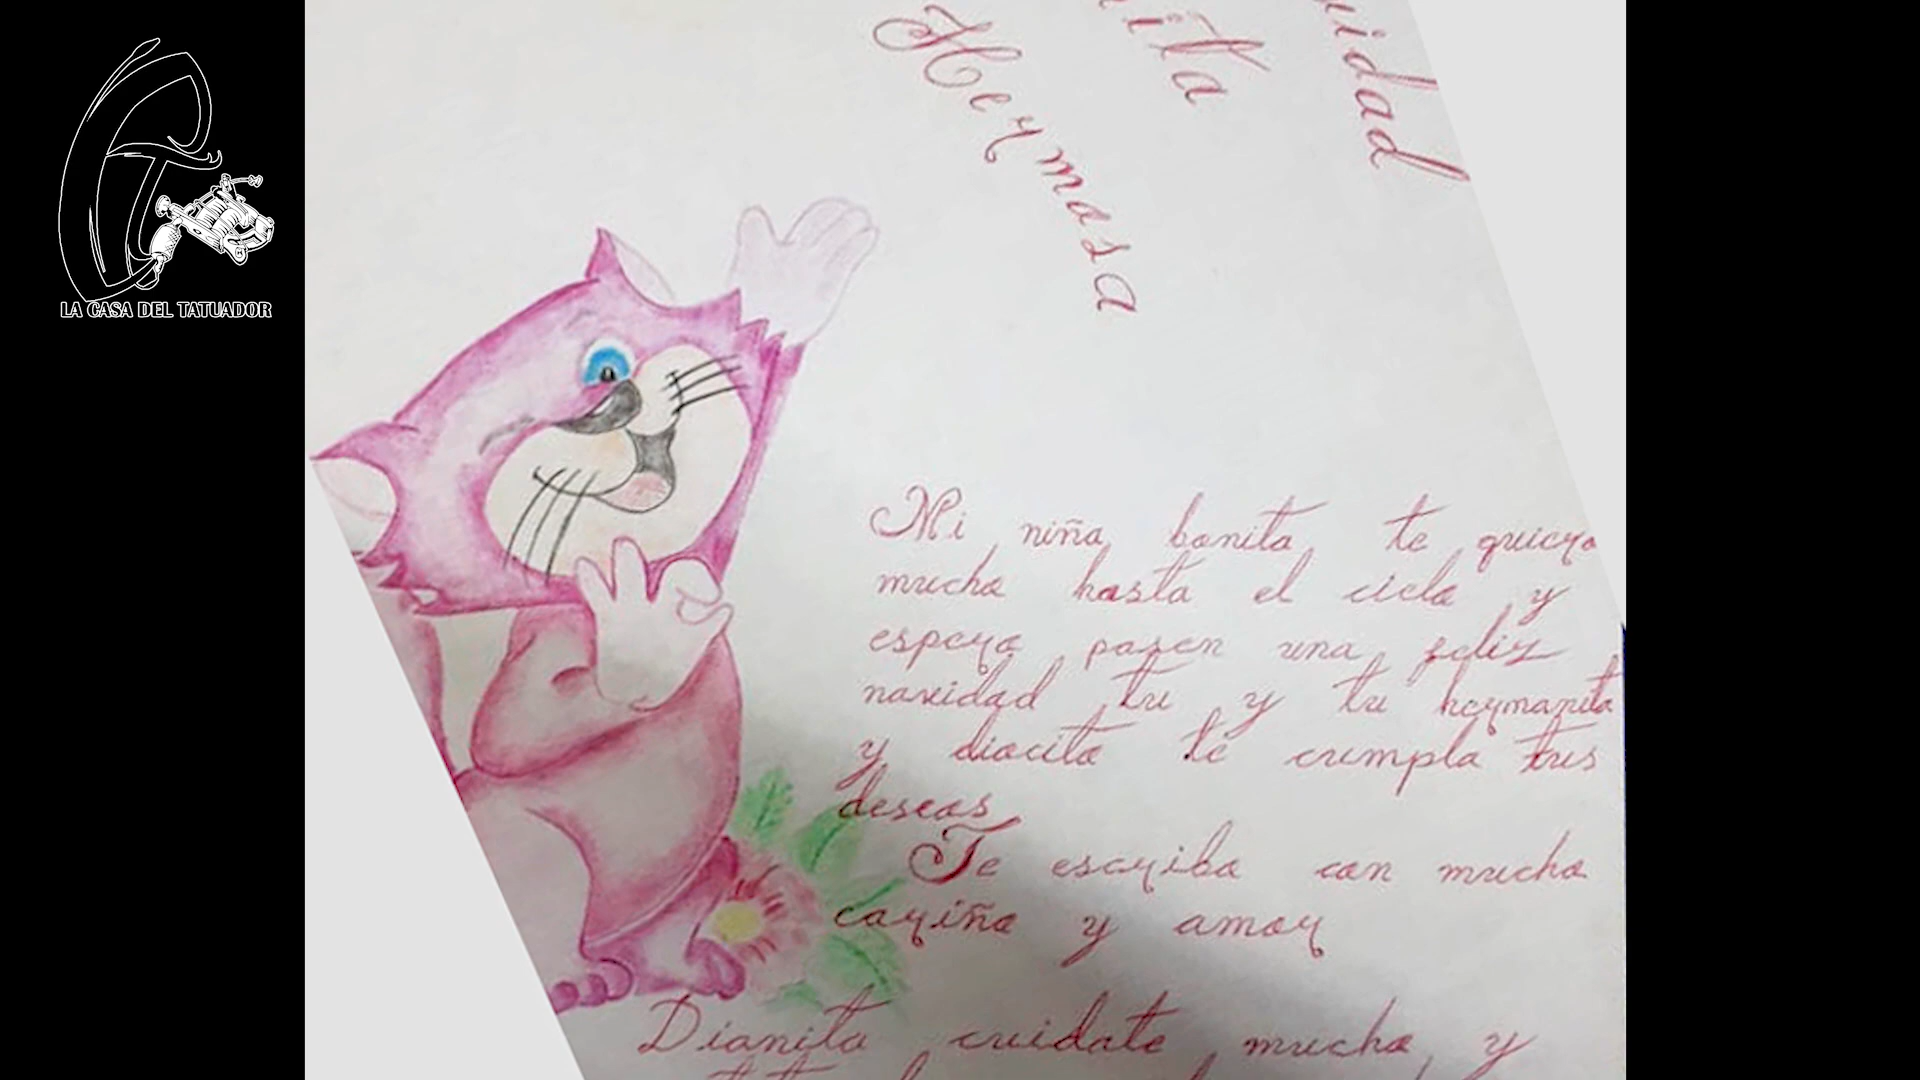 LA CASA DEL TATUADOR
Hermosa
ita
idad
Mi niña bonita te quiero
mucho hasta el cielo y
espero pasen una feliz
navidad tu y tu hermanita
y diocito te cumpla tus
deseos
Te escribo con mucho
cariño y amor
Dianita cuidate mucho y